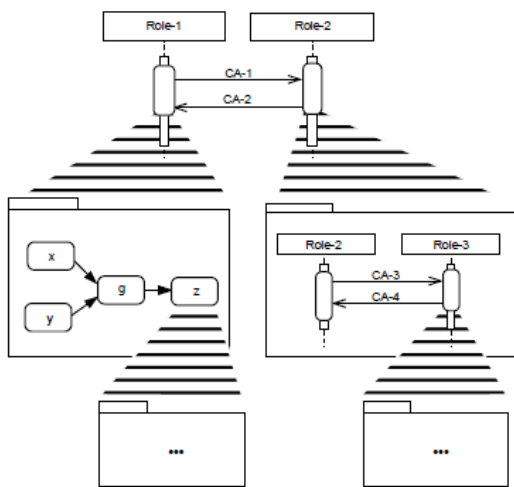 Role-1
Role-2
CA-1
CA-2
x
y
g
z
Role-2
Role-3
CA-3
CA-4
...
...